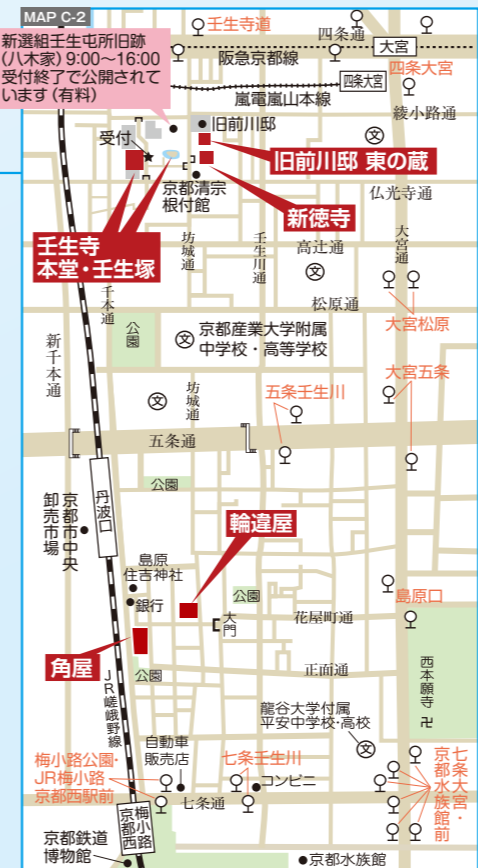 MAP C-2
壬生寺道
四条通
大宮
新選組壬生屯所旧跡
(八木家) 9:00〜16:00
受付終了で公開されて
います (有料)
阪急京都線
四条大宮
四条大宮
嵐電嵐山本線
綾小路通
旧前川邸
受付
文
旧前川邸 東の蔵
京都清宗
根付館
仏光寺通
新徳寺
壬生寺
本堂・壬生塚
坊城通
壬生川通
高辻通
大宮通
文
千本通
松原通
大宮松原
新千本通
公園
文
京都産業大学附属
中学校・高等学校
大宮五条
坊城通
文
五条壬生川
五条通
丹波口
公園
京都市中央
卸売市場
輪違屋
島原
住吉神社
公園
銀行
大門
花屋町通
島原口
角屋
公園
正面通
西本願寺 卍
JR嵯峨野線
龍谷大学付属
平安中学校・高校
文
自動車
販売店
梅小路公園・
JR梅小路
京都西駅前
七条壬生川
コンビニ
七条大宮・
京都水族館前
七条通
梅小路
京都西
京都鉄道
博物館
京都水族館